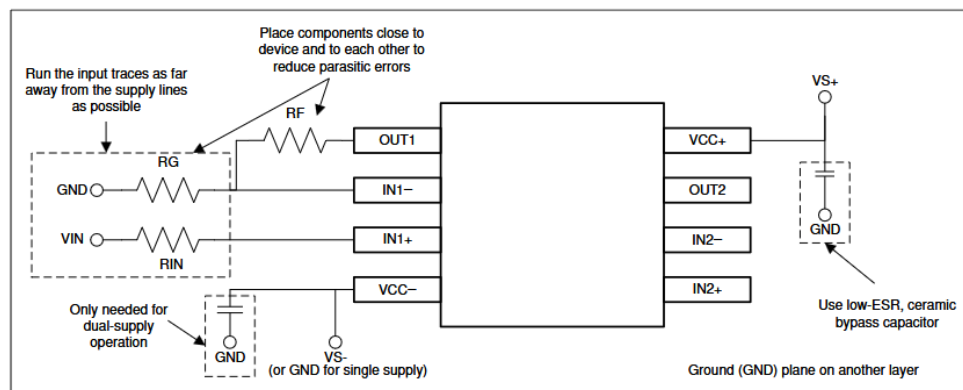 Place components close to
device and to each other to
reduce parasitic errors
Run the input traces as far
away from the supply lines
as possible
VS+
RF
OUT1
VCC+
RG
GND
IN1−
OUT2
GND
VIN
IN1+
IN2−
RIN
VCC−
IN2+
Only needed for
dual-supply
operation
Use low-ESR, ceramic
bypass capacitor
GND
VS-
(or GND for single supply)
Ground (GND) plane on another layer